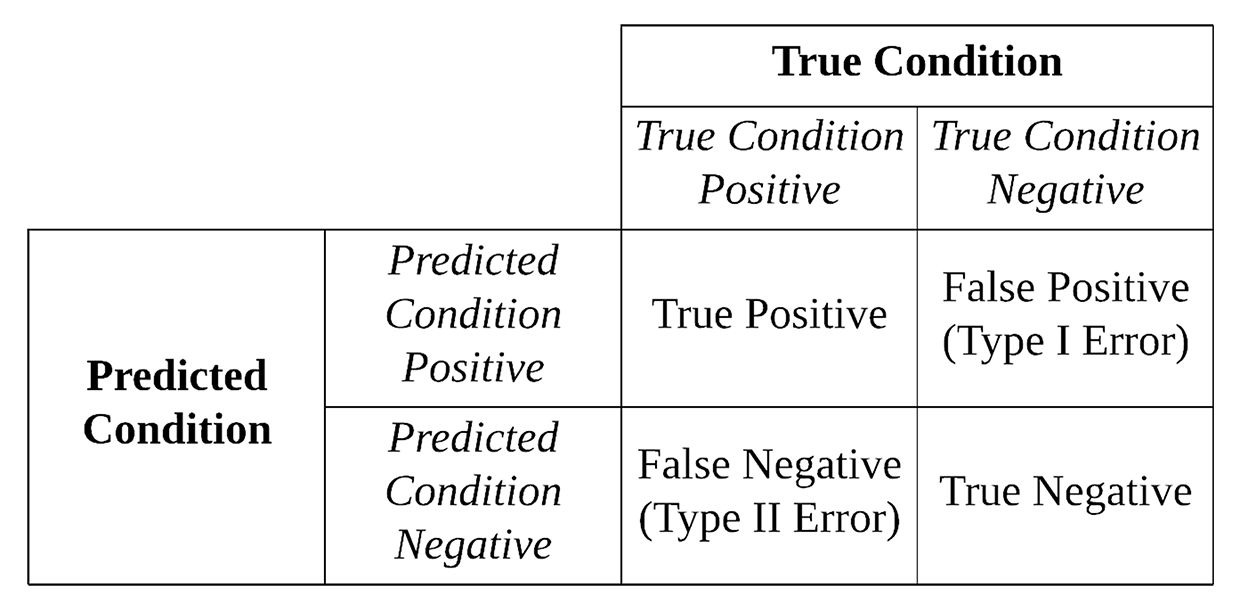 True Condition
True Condition
Positive
True Condition
Negative
Predicted
Condition
Predicted
Condition
Positive
True Positive
False Positive
(Type I Error)
Predicted
Condition
Negative
False Negative
(Type II Error)
True Negative